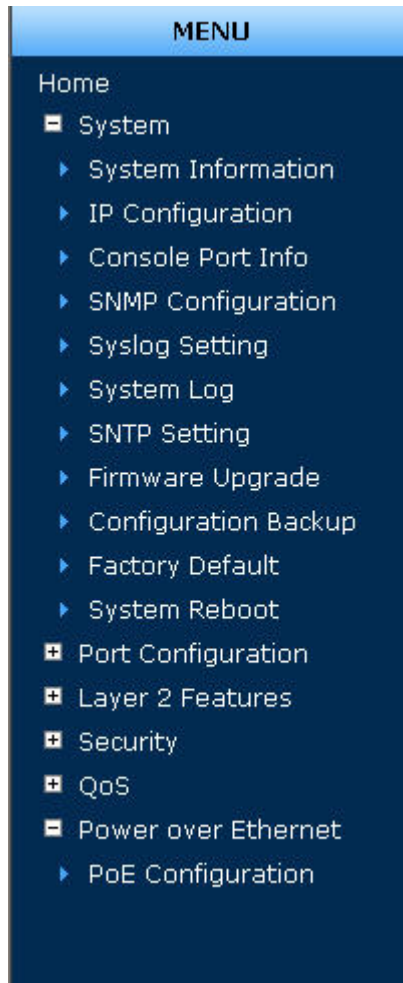 MENU
Home
System
System Information
IP Configuration
Console Port Info
SNMP Configuration
Syslog Setting
System Log
SNTP Setting
Firmware Upgrade
Configuration Backup
Factory Default
System Reboot
Port Configuration
Layer 2 Features
Security
QoS
Power over Ethernet
PoE Configuration